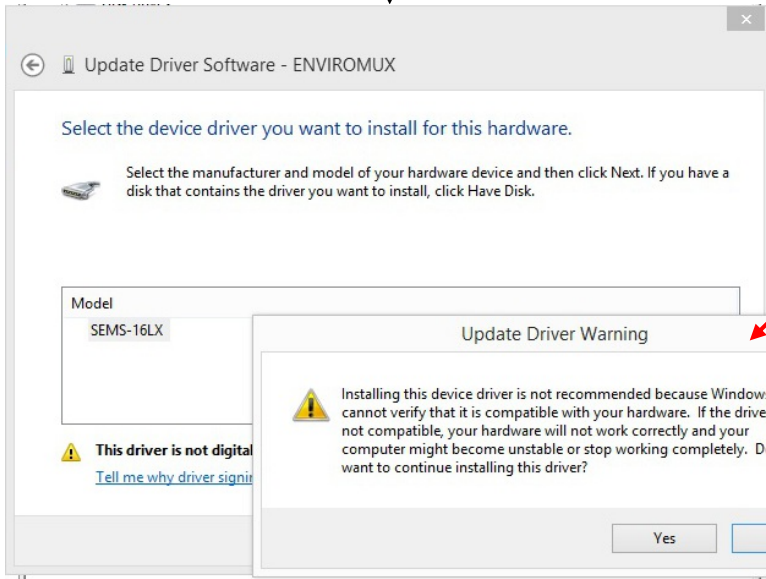 Update Driver Software - ENVIROMUX
Select the device driver you want to install for this hardware.
Select the manufacturer and model of your hardware device and then click Next. If you have a
disk that contains the driver you want to install, click Have Disk.
Model
SEMS-16LX
Update Driver Warning
Installing this device driver is not recommended because Window
cannot verify that it is compatible with your hardware. If the drive
not compatible, your hardware will not work correctly and your
computer might become unstable or stop working completely. D
want to continue installing this driver?
This driver is not digital
Tell me why driver signin
Yes